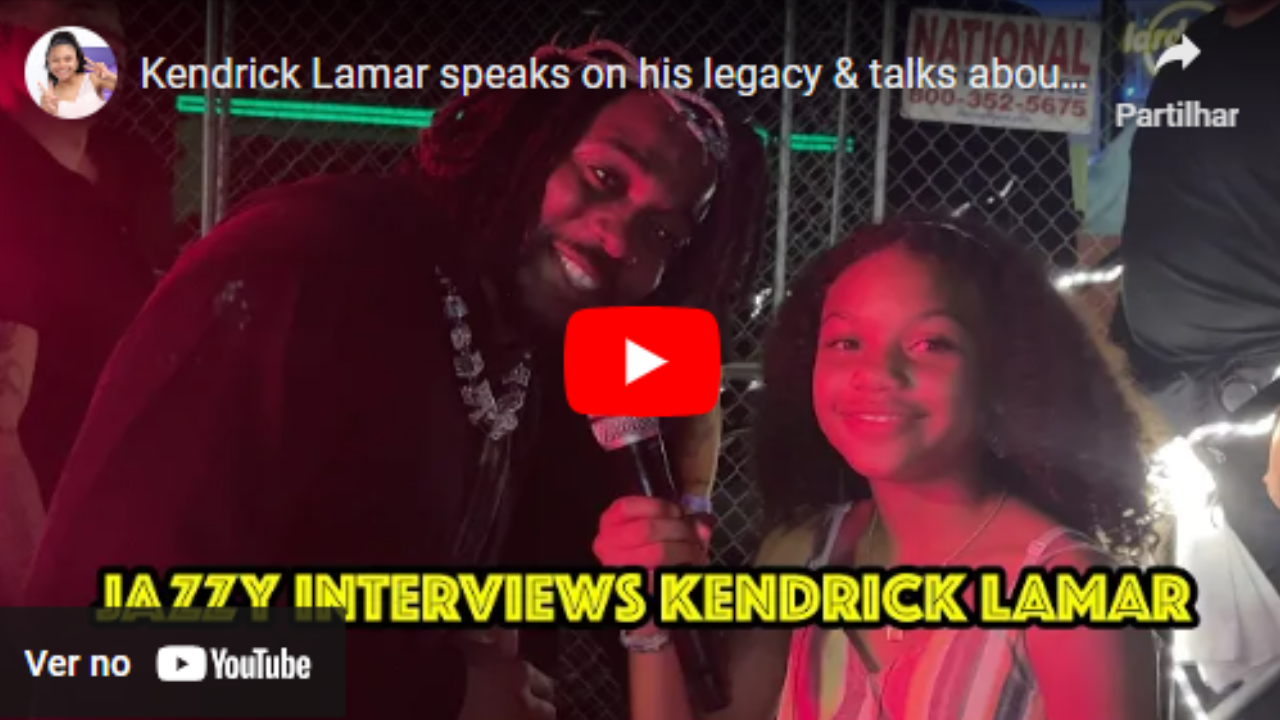 Kendrick Lamar speaks on his legacy & talks abou...
NATIONAL
800-352-5675
Partilhar
JAZZY INTERVIEWS KENDRICK LAMAR
Ver no YouTube